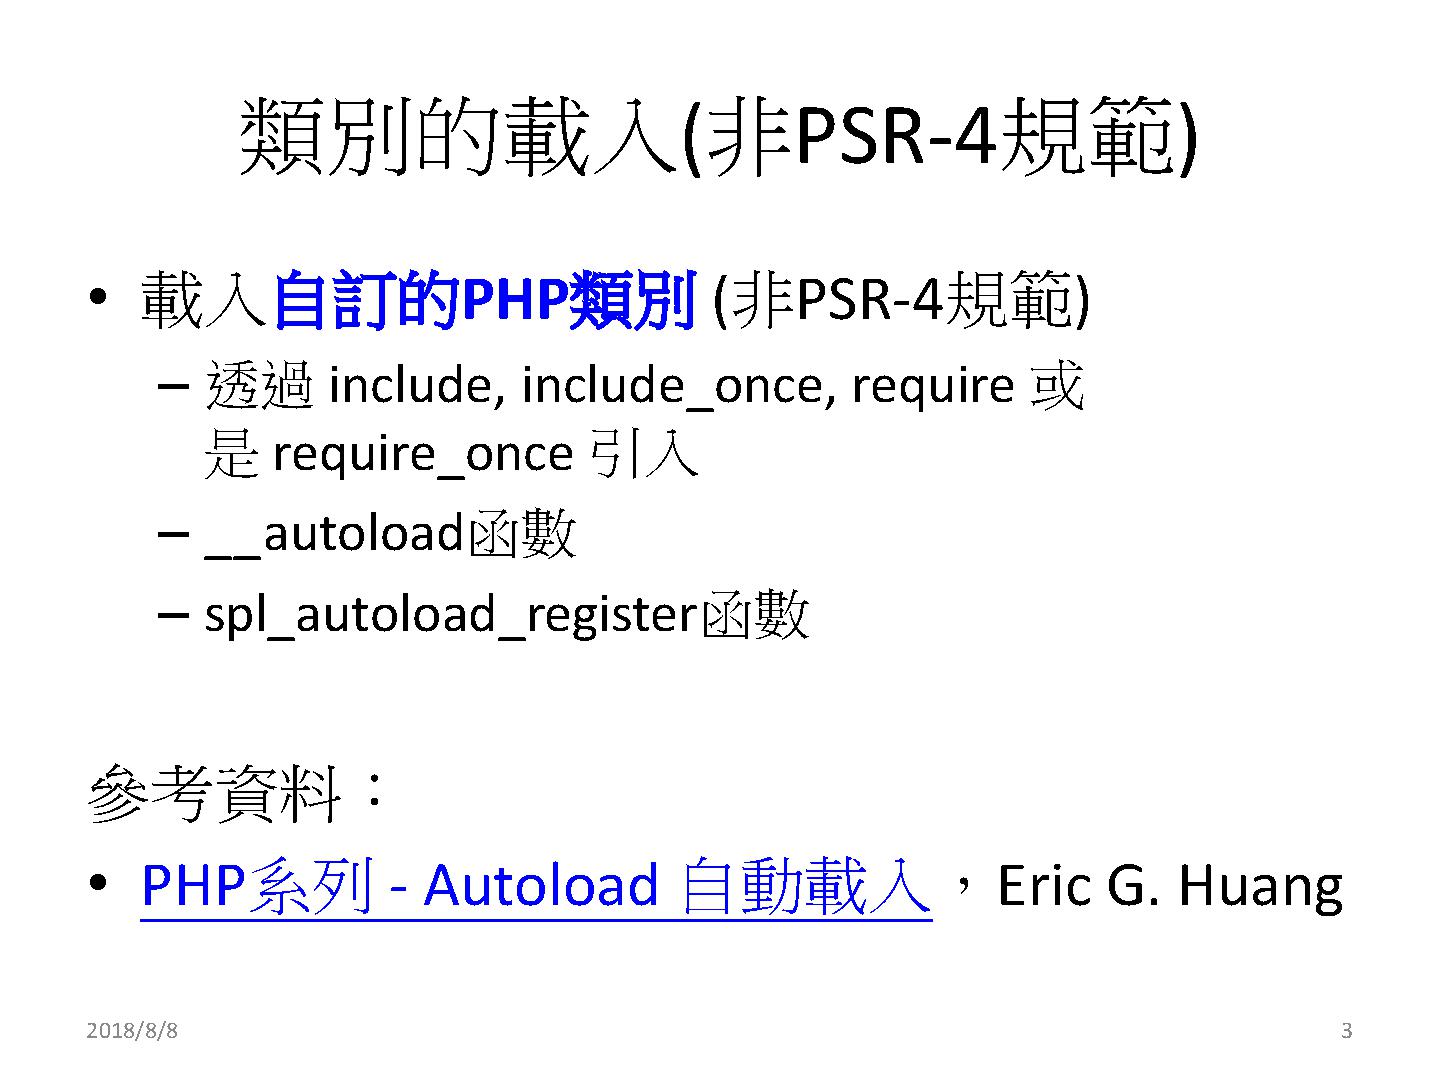 類別的載入(非PSR-4規範)
• 載入自訂的PHP類別 (非PSR-4規範)
– 透過 include, include_once, require 或
是 require_once 引入
– __autoload函數
– spl_autoload_register函數
參考資料：
• PHP系列 - Autoload 自動載入，Eric G. Huang
2018/8/8
3